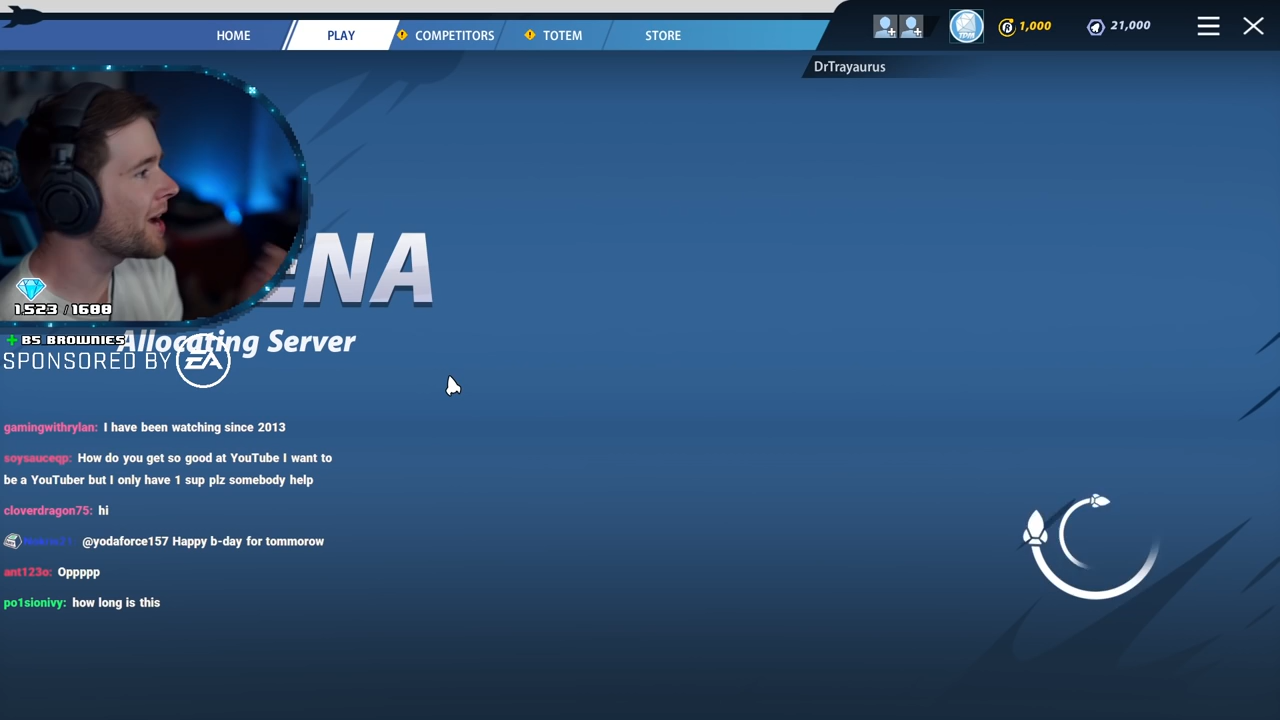 HOME
PLAY
COMPETITORS
TOTEM
STORE
1,000
21,000
DrTrayaurus
ENA
Allocating Server
1,523 / 1600
+ B5 BROWNIES
SPONSORED BY EA
gamingwithrylan: I have been watching since 2013
soysauceqp: How do you get so good at YouTube I want to
be a YouTuber but I only have 1 sup plz somebody help
cloverdragon75: hi
@yodaforce157 Happy b-day for tommorow
ant123o: Oppppp
po1sionivy: how long is this